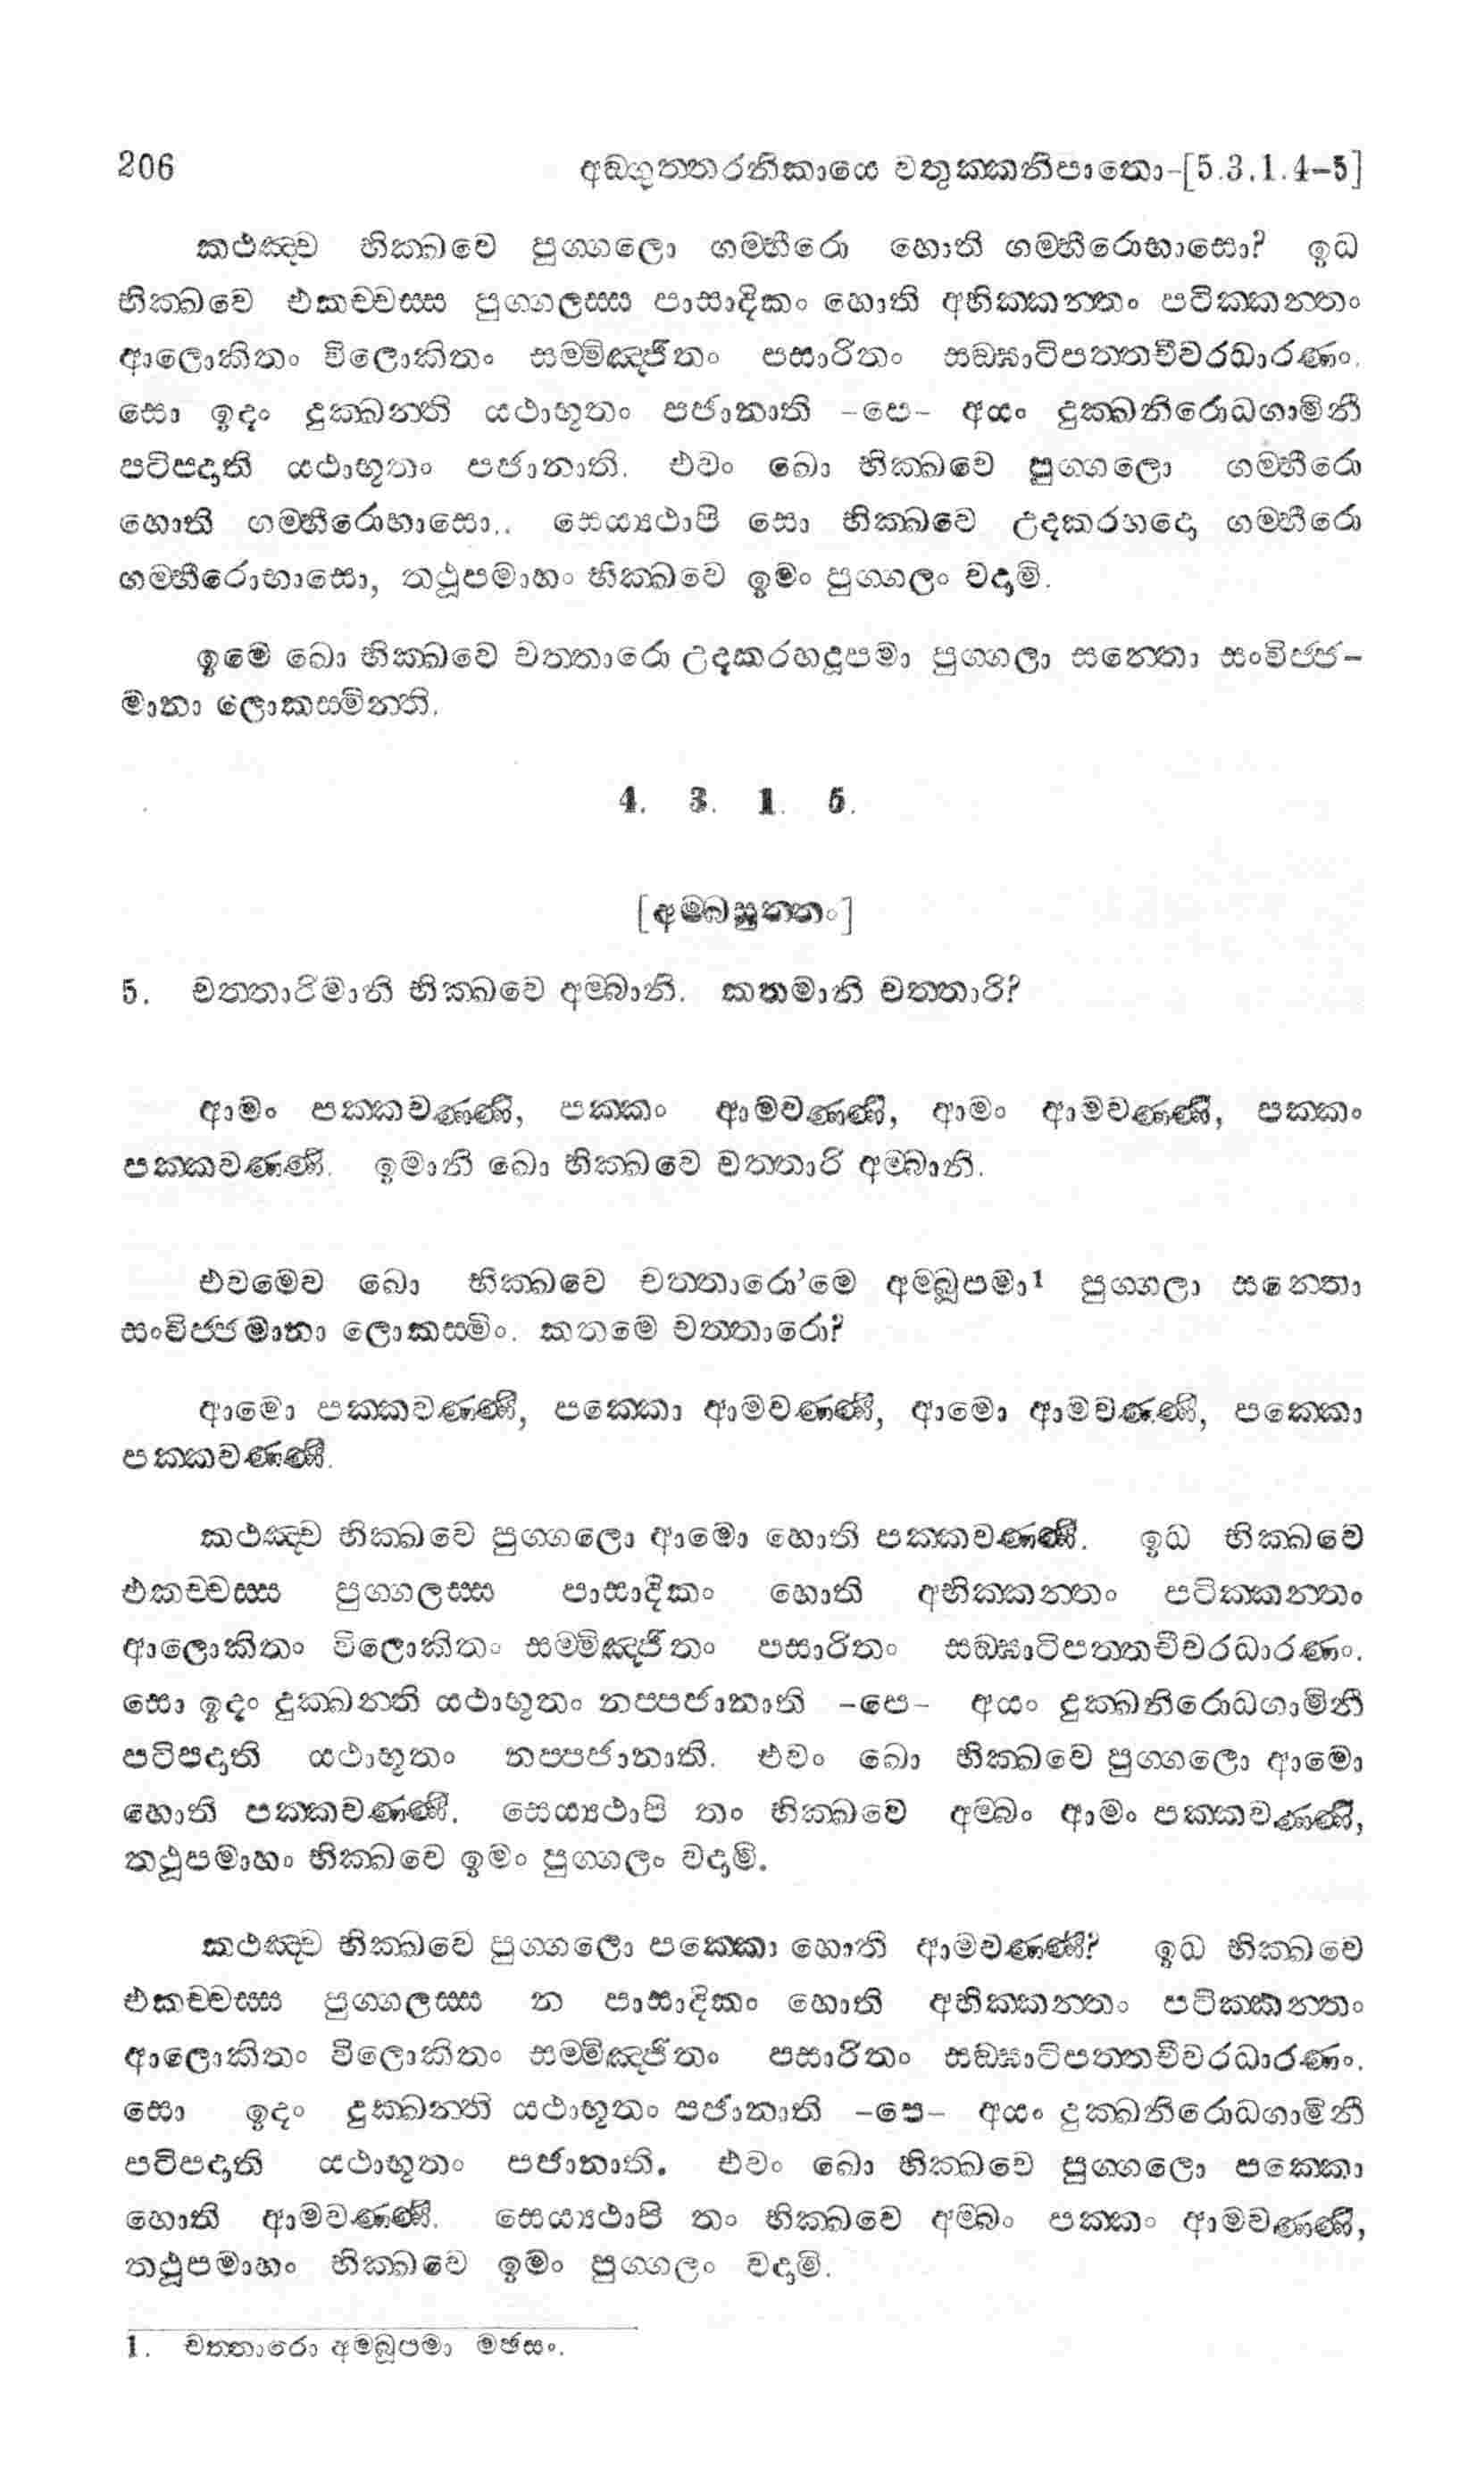 206 අඞගුත්තරනිකායෙ චතුක්කනිපාතො-[5.3.1.4-5]
කථඤ්ච භික්ඛවෙ පුග්ගලො ගම්භීරො හොති ගම්භීරොභාසො? ඉධ
භික්ඛවෙ එකච්චස්ස පුග්ගලස්ස පාසාදිකං හොති අභික්කන්තං පටික්කන්තං
ආලොකිතං විලොකිතං සම්මිඤ්ජිතං පසාරිතං සඞ්ඝාටිපත්තචීවරධාරණං.
සො ඉදං දුක්ඛන්ති යථාභූතං පජානාති -පෙ- අයං දුක්ඛනිරොධගාමිනී
පටිපදාති යථාභූතං පජානාති. එවං ඛො භික්ඛවෙ පුග්ගලො ගම්භීරො
හොති ගම්භීරොභාසො.. සෙය්‍යථාපි සො භික්ඛවෙ උදකරහදො ගම්භීරො
ගම්භීරොභාසො, තථූපමාහං භික්ඛවෙ ඉමං පුග්ගලං වදාමි.
ඉමෙ ඛො භික්ඛවෙ චත්තාරො උදකරහදූපමා පුග්ගලා සන්තො සංවිජ්ජ-
මානා ලොකස්මින්ති.
4. 3. 1. 5.
[අම්බසුත්තං]
5. චත්තාරිමානි භික්ඛවෙ අම්බානි. කතමානි චත්තාරි?
ආමං පක්කවණ්ණි, පක්කං ආමවණ්ණි, ආමං ආමවණ්ණි, පක්කං
පක්කවණ්ණි. ඉමානි ඛො භික්ඛවෙ චත්තාරි අම්බානි.
එවමෙව ඛො භික්ඛවෙ චත්තාරො'මෙ අම්බූපමා1 පුග්ගලා සන්තො
සංවිජ්ජමානා ලොකස්මිං. කතමෙ චත්තාරො?
ආමො පක්කවණ්ණී, පක්කො ආමවණ්ණී, ආමො ආමවණ්ණී, පක්කො
පක්කවණ්ණී.
කථඤ්ච භික්ඛවෙ පුග්ගලො ආමො හොති පක්කවණ්ණී. ඉධ භික්ඛවෙ
එකච්චස්ස පුග්ගලස්ස පාසාදිකං හොති අභික්කන්තං පටික්කන්තං
ආලොකිතං විලොකිතං සම්මිඤ්ජිතං පසාරිතං සඞ්ඝාටිපත්තචීවරධාරණං.
සො ඉදං දුක්ඛන්ති යථාභූතං නප්පජානාති -පෙ- අයං දුක්ඛනිරොධගාමිනී
පටිපදාති යථාභූතං නප්පජානාති. එවං ඛො භික්ඛවෙ පුග්ගලො ආමො
හොති පක්කවණ්ණී. සෙය්‍යථාපි තං භික්ඛවෙ අම්බං ආමං පක්කවණ්ණී,
තථූපමාහං භික්ඛවෙ ඉමං පුග්ගලං වදාමි.
කථඤ්ච භික්ඛවෙ පුග්ගලො පක්කො හොති ආමවණ්ණී? ඉධ භික්ඛවෙ
එකච්චස්ස පුග්ගලස්ස න පාසාදිකං හොති අභික්කන්තං පටික්කන්තං
ආලොකිතං විලොකිතං සම්මිඤ්ජිතං පසාරිතං සඞ්ඝාටිපත්තචීවරධාරණං.
සො ඉදං දුක්ඛන්ති යථාභූතං පජානාති -පෙ- අයං දුක්ඛනිරොධගාමිනී
පටිපදාති යථාභූතං පජානාති. එවං ඛො භික්ඛවෙ පුග්ගලො පක්කො
හොති ආමවණ්ණී. සෙය්‍යථාපි තං භික්ඛවෙ අම්බං පක්කං ආමවණ්ණී,
තථූපමාහං භික්ඛවෙ ඉමං පුග්ගලං වදාමි.
1. චත්තාරො අම්බූපමා මඡසං.